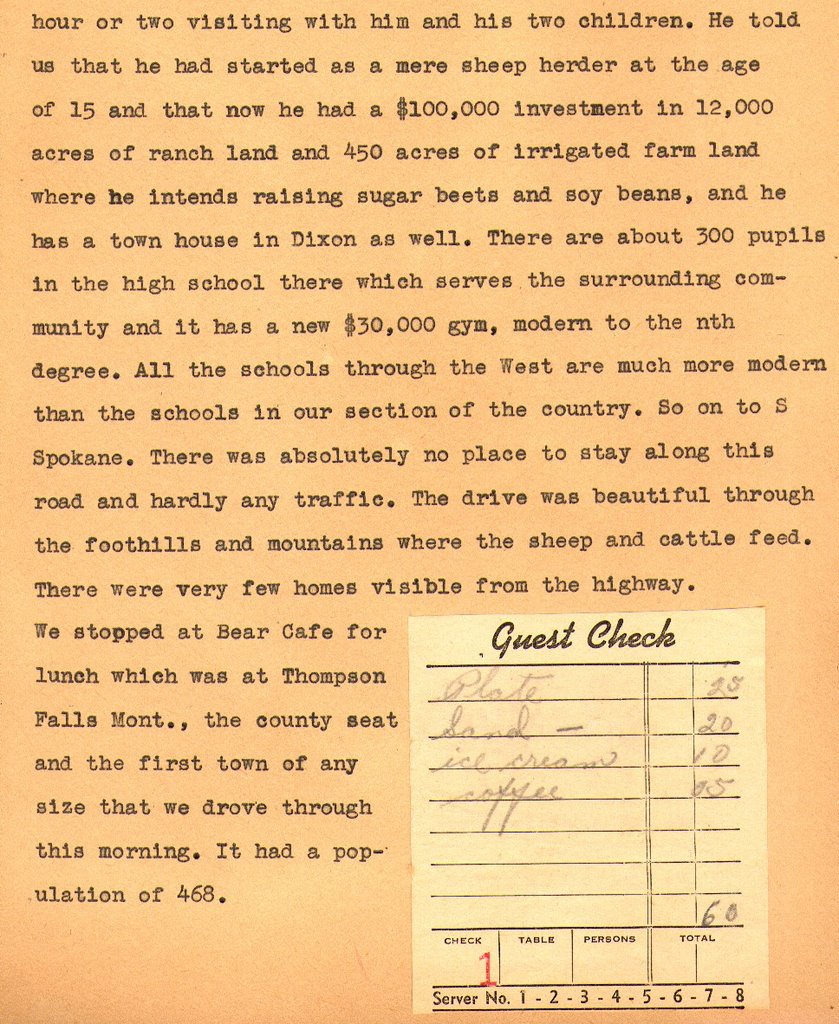 hour or two visiting with him and his two children. He told
us that he had started as a mere sheep herder at the age
of 15 and that now he had a $100,000 investment in 12,000
acres of ranch land and 450 acres of irrigated farm land
where he intends raising sugar beets and soy beans, and he
has a town house in Dixon as well. There are about 300 pupils
in the high school there which serves the surrounding com-
munity and it has a new $30,000 gym, modern to the nth
degree. All the schools through the West are much more modern
than the schools in our section of the country. So on to S
Spokane. There was absolutely no place to stay along this
road and hardly any traffic. The drive was beautiful through
the foothills and mountains where the sheep and cattle feed.
There were very few homes visible from the highway.
We stopped at Bear Cafe for
lunch which was at Thompson
Falls Mont., the county seat
and the first town of any
size that we drove through
this morning. It had a pop-
ulation of 468.
Guest Check
Plate 25
Sand — 20
ice cream 10
coffee 05
60
CHECK TABLE PERSONS TOTAL
1
Server No. 1 - 2 - 3 - 4 - 5 - 6 - 7 - 8